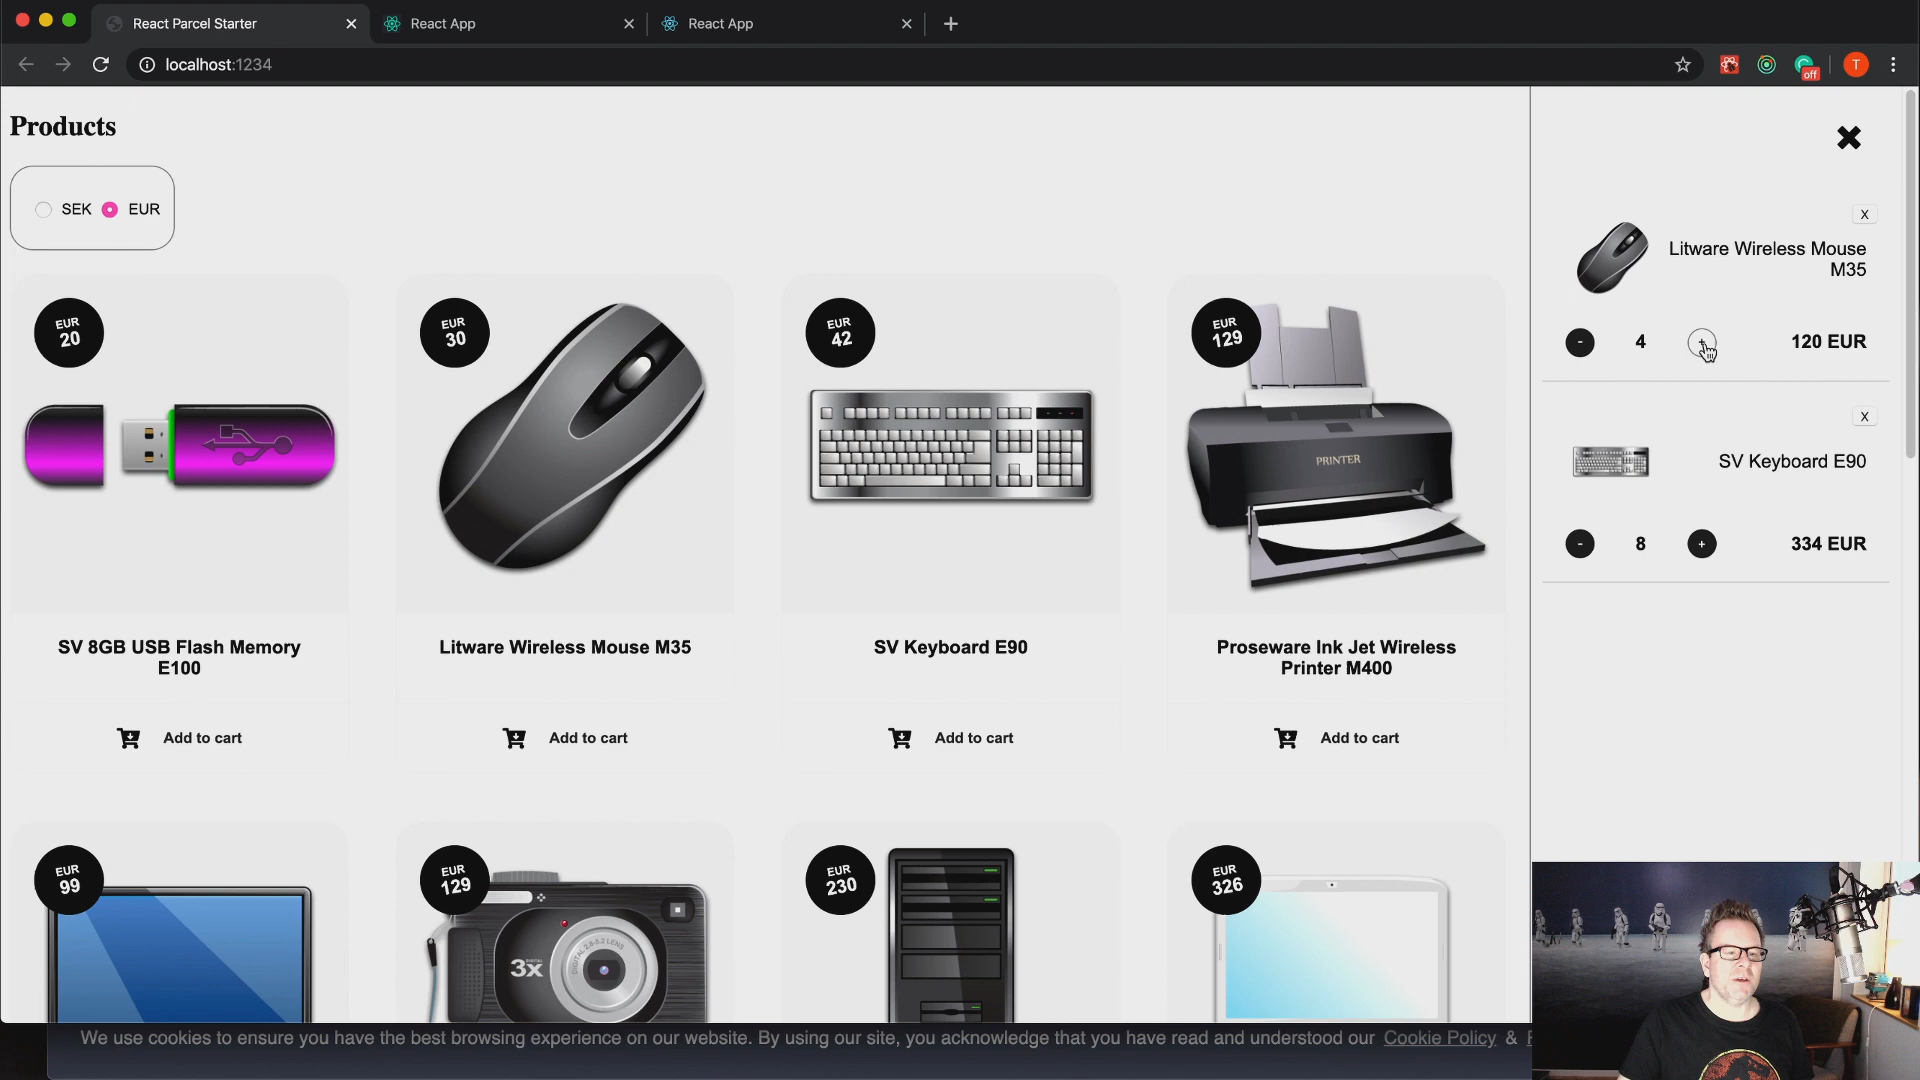 React Parcel Starter
React App
React App
localhost:1234
off
T
Products
SEK
EUR
X
Litware Wireless Mouse
M35
-
4
+
120 EUR
X
SV Keyboard E90
-
8
+
334 EUR
EUR
20
EUR
30
EUR
42
EUR
129
PRINTER
SV 8GB USB Flash Memory
E100
Litware Wireless Mouse M35
SV Keyboard E90
Proseware Ink Jet Wireless
Printer M400
Add to cart
Add to cart
Add to cart
Add to cart
EUR
99
EUR
129
EUR
230
EUR
326
3x
We use cookies to ensure you have the best browsing experience on our website. By using our site, you acknowledge that you have read and understood our Cookie Policy &